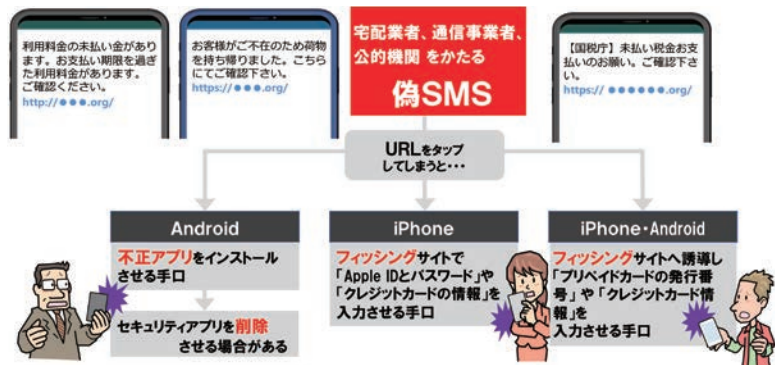 利用料金の未払い金があり
ます。お支払い期限を過ぎ
た利用料金があります。
ご確認ください。
http://●●●.org/
お客様がご不在のため荷物
を持ち帰りました。こちら
にてご確認下さい。
https://●●●.org/
宅配業者、通信事業者、
公的機関 をかたる
偽SMS
【国税庁】未払い税金お支
払いのお願い。ご確認下さ
い。
https://●●●●●●.org/
URLをタップ
してしまうと・・・
Android
不正アプリをインストール
させる手口
セキュリティアプリを削除
させる場合がある
iPhone
フィッシングサイトで
「Apple IDとパスワード」や
「クレジットカードの情報」を
入力させる手口
iPhone・Android
フィッシングサイトへ誘導し
「プリペイドカードの発行番
号」や「クレジットカード情
報」を
入力させる手口